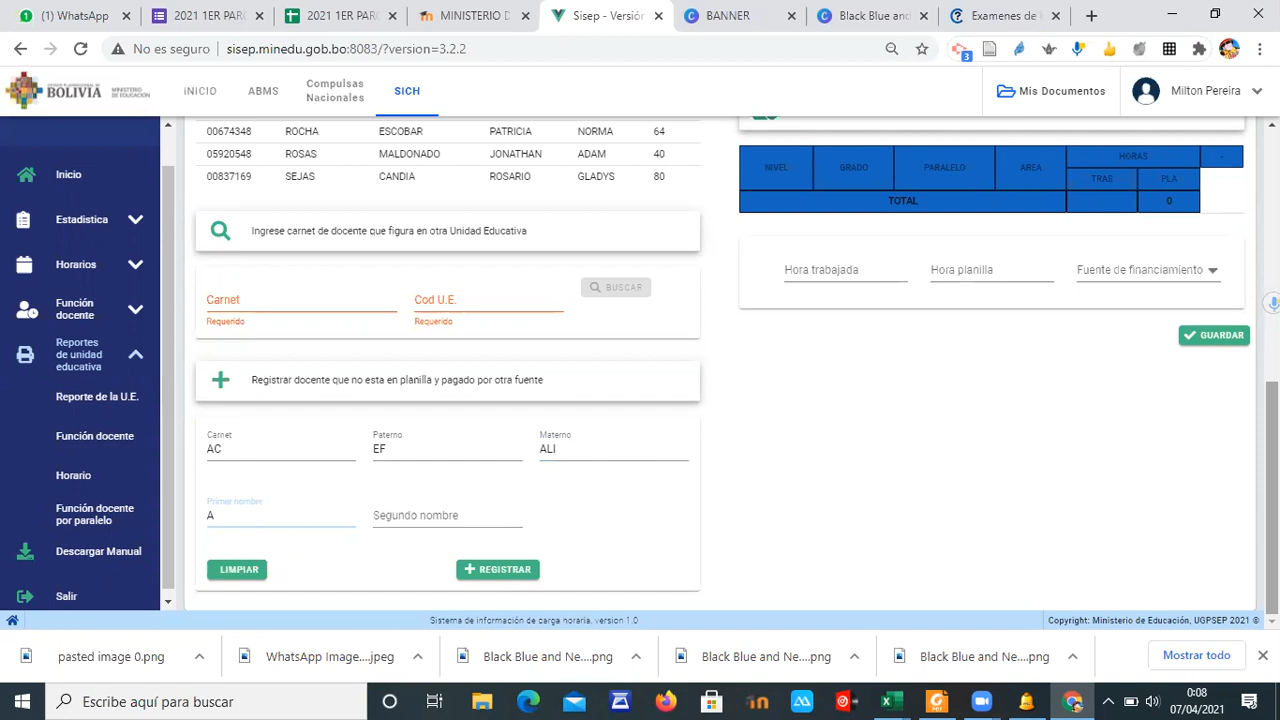 (1) WhatsApp
2021 1ER PAR
2021 1ER PAR
MINISTERIO D
Sisep - Versió
BANNER
Black Blue an
Examenes de
No es seguro
sisep.minedu.gob.bo:8083/?version=3.2.2
3
BOLIVIA
MINISTERIO
DE EDUCACIÓN
INICIO
ABMS
Compulsas
Nacionales
SICH
Mis Documentos
Milton Pereira
Inicio
Estadistica
Horarios
Función
docente
Reportes
de unidad
educativa
Reporte de la U.E.
Función docente
Horario
Función docente
por paralelo
Descargar Manual
Salir
00674348 ROCHA ESCOBAR PATRICIA NORMA 64
05920548 ROSAS MALDONADO JONATHAN ADAM 40
00837169 SEJAS CANDIA ROSARIO GLADYS 80
Ingrese carnet de docente que figura en otra Unidad Educativa
Carnet
Requerido
Cod U.E.
Requerido
BUSCAR
Registrar docente que no esta en planilla y pagado por otra fuente
Carnet Paterno Materno
AC EF ALI
Primer nombre
A Segundo nombre
LIMPIAR
REGISTRAR
NIVEL GRADO PARALELO AREA HORAS -
TRAB PLA
TOTAL 0
Hora trabajada Hora planilla Fuente de financiamiento
GUARDAR
Sistema de información de carga horaria, version 1.0
Copyright: Ministerio de Educación, UGPSEP 2021 ©
pasted image 0.png
WhatsApp Image....jpeg
Black Blue and Ne....png
Black Blue and Ne....png
Black Blue and Ne....png
Mostrar todo
Escribe aquí para buscar
0:08
07/04/2021